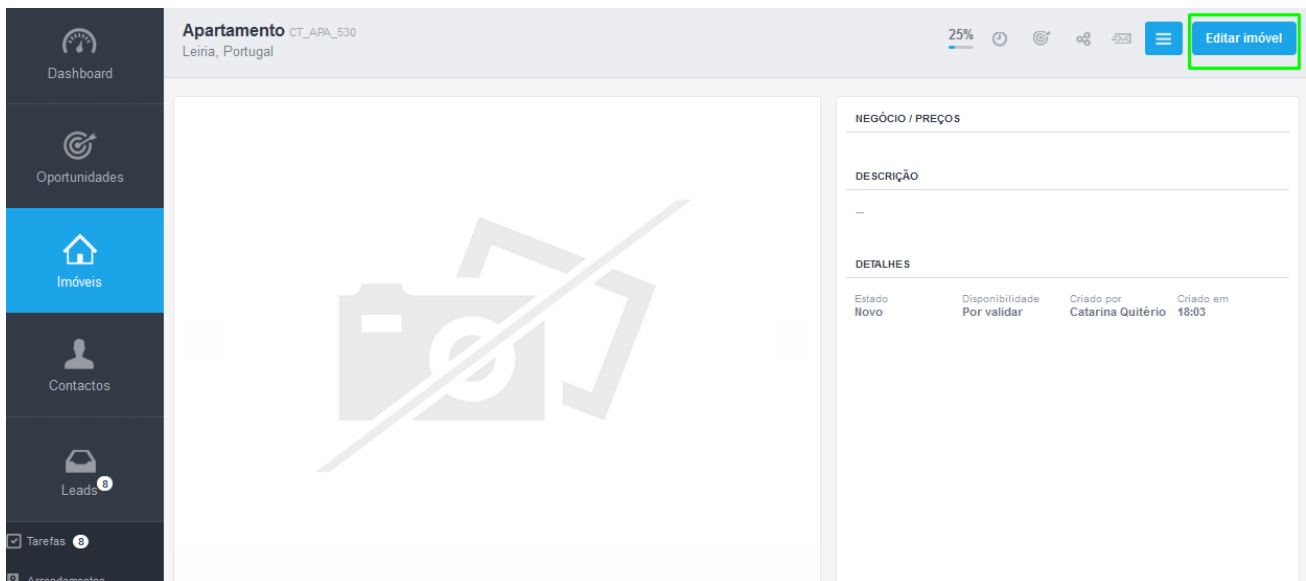 Dashboard
Oportunidades
Imóveis
Contactos
Leads 8
Tarefas 8
Arrendamentos
Apartamento CT_APA_530
Leiria, Portugal
25%
Editar imóvel
NEGÓCIO / PREÇOS
DESCRIÇÃO
--
DETALHES
Estado Disponibilidade Criado por Criado em
Novo Por validar Catarina Quitério 18:03